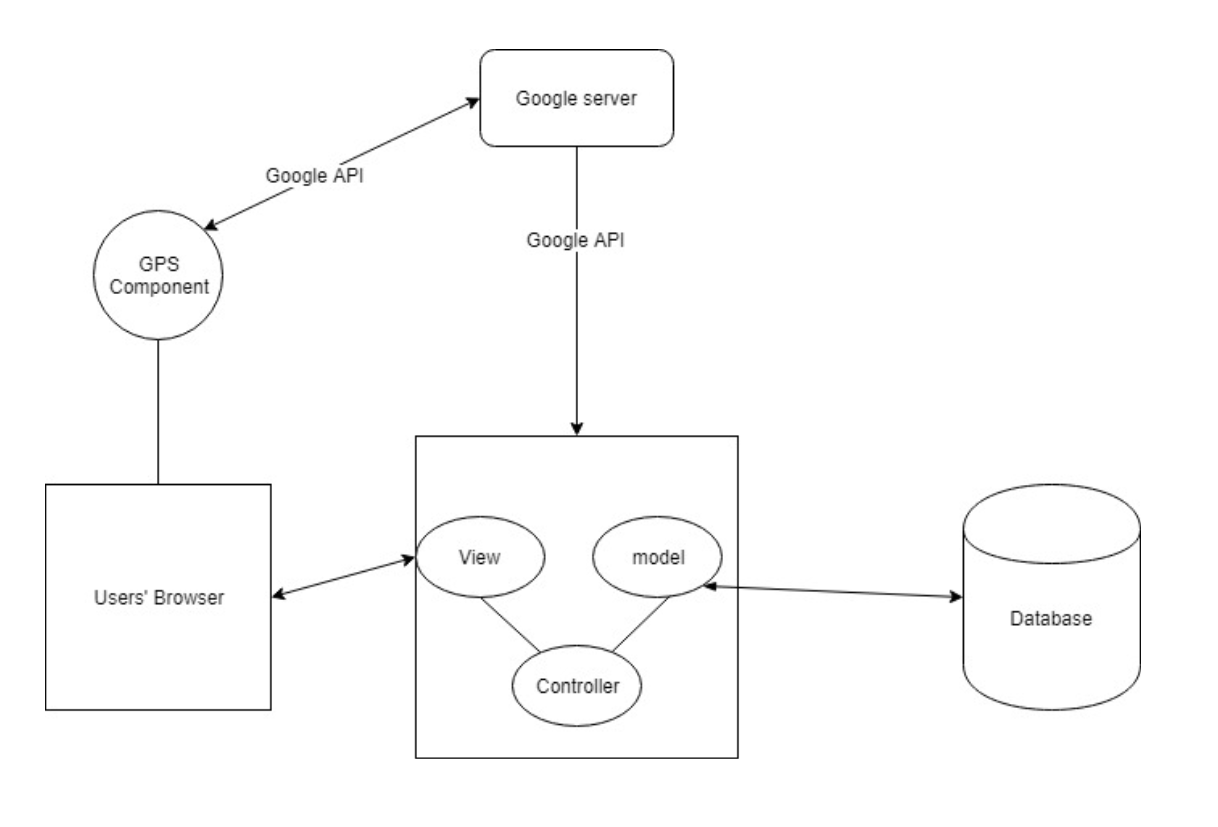 Google server
Google API
Google API
GPS
Component
View
model
Users' Browser
Database
Controller